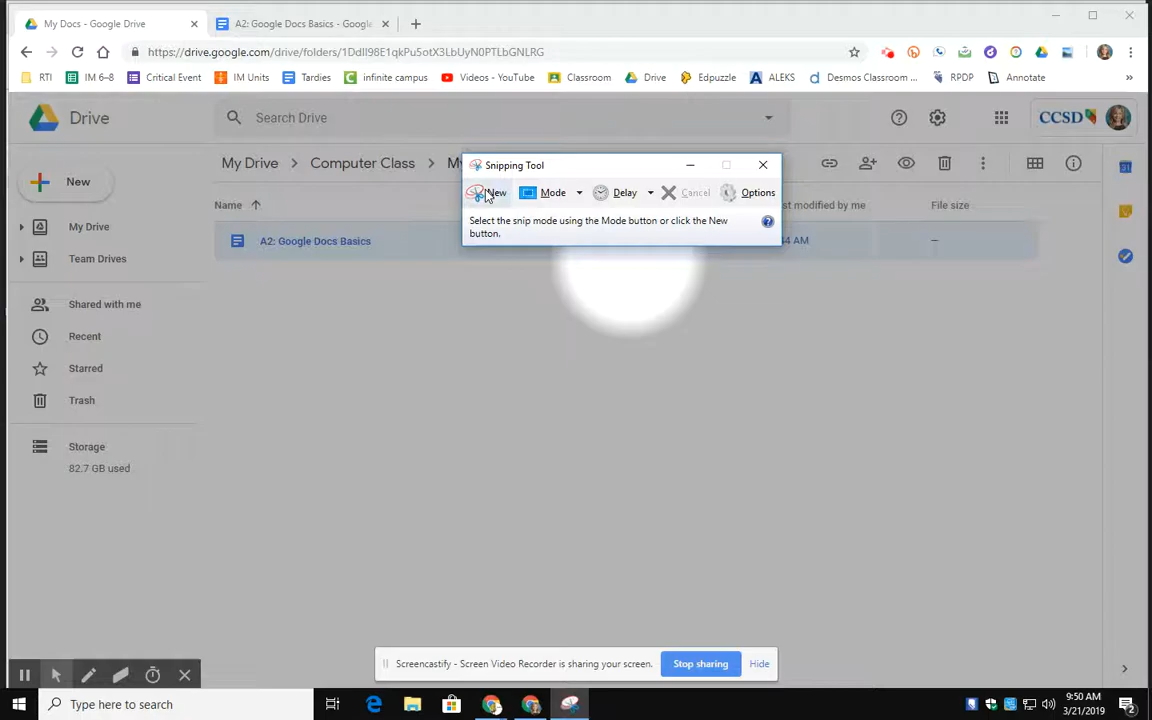 My Docs - Google Drive
A2: Google Docs Basics - Google
https://drive.google.com/drive/folders/1DdlI98E1qkPu5otX3LbUyN0PTLbGNLRG
RTI
IM 6-8
Critical Event
IM Units
Tardies
infinite campus
Videos - YouTube
Classroom
Drive
Edpuzzle
ALEKS
Desmos Classroom ...
RPDP
Annotate
Drive
Search Drive
CCSD
My Drive
Computer Class
Snipping Tool
New
Mode
Delay
Cancel
Options
Select the snip mode using the Mode button or click the New
button.
New
Name
last modified by me
File size
A2: Google Docs Basics
AM
—
My Drive
Team Drives
Shared with me
Recent
Starred
Trash
Storage
82.7 GB used
Screencastify - Screen Video Recorder is sharing your screen.
Stop sharing
Hide
Type here to search
9:50 AM
3/21/2019
2